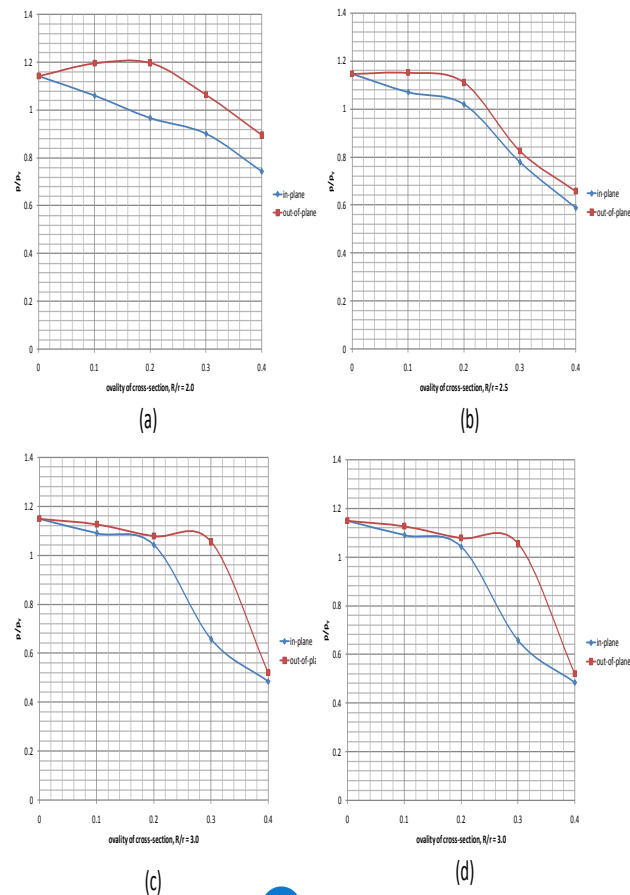 1.4
1.2
1
0.8
0.6
0.4
0.2
0
p/pᵧ
0 0.1 0.2 0.3 0.4
ovality of cross-section, R/r = 2.0
in-plane
out-of-plane
(a)
1.4
1.2
1
0.8
0.6
0.4
0.2
0
p/pᵧ
0 0.1 0.2 0.3 0.4
ovality of cross-section, R/r = 2.5
in-plane
out-of-plane
(b)
1.4
1.2
1
0.8
0.6
0.4
0.2
0
p/pᵧ
0 0.1 0.2 0.3 0.4
ovality of cross-section, R/r = 3.0
in-plane
out-of-pla
(c)
1.4
1.2
1
0.8
0.6
0.4
0.2
0
p/pᵧ
0 0.1 0.2 0.3 0.4
ovality of cross-section, R/r = 3.0
in-plane
out-of-plane
(d)